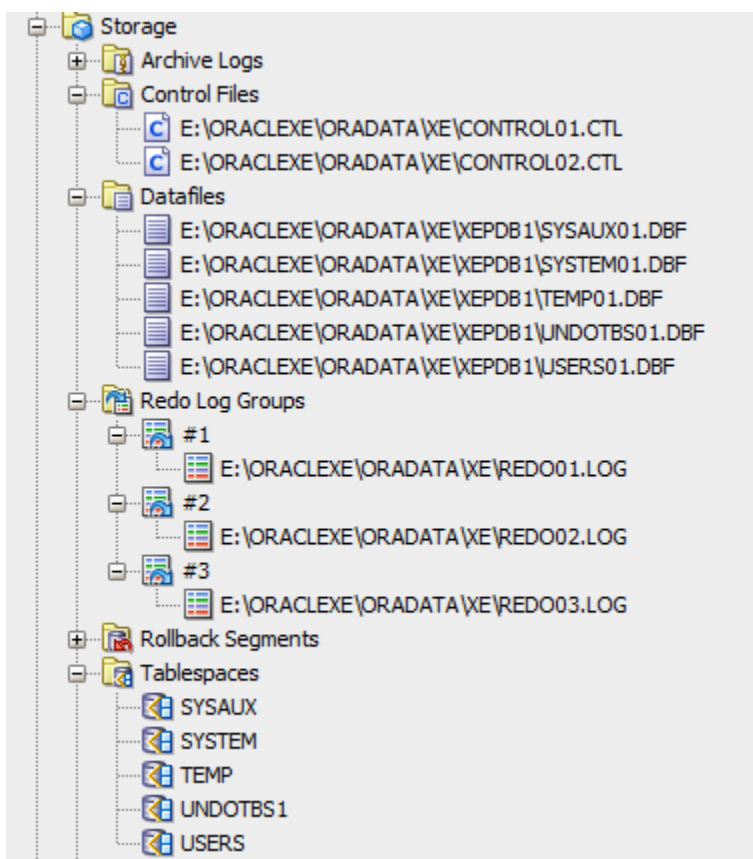 Storage
Archive Logs
Control Files
E:\ORACLEXE\ORADATA\XE\CONTROL01.CTL
E:\ORACLEXE\ORADATA\XE\CONTROL02.CTL
Datafiles
E:\ORACLEXE\ORADATA\XE\XEPDB1\SYSAUX01.DBF
E:\ORACLEXE\ORADATA\XE\XEPDB1\SYSTEM01.DBF
E:\ORACLEXE\ORADATA\XE\XEPDB1\TEMP01.DBF
E:\ORACLEXE\ORADATA\XE\XEPDB1\UNDOTBS01.DBF
E:\ORACLEXE\ORADATA\XE\XEPDB1\USERS01.DBF
Redo Log Groups
#1
E:\ORACLEXE\ORADATA\XE\REDO01.LOG
#2
E:\ORACLEXE\ORADATA\XE\REDO02.LOG
#3
E:\ORACLEXE\ORADATA\XE\REDO03.LOG
Rollback Segments
Tablespaces
SYSAUX
SYSTEM
TEMP
UNDOTBS1
USERS